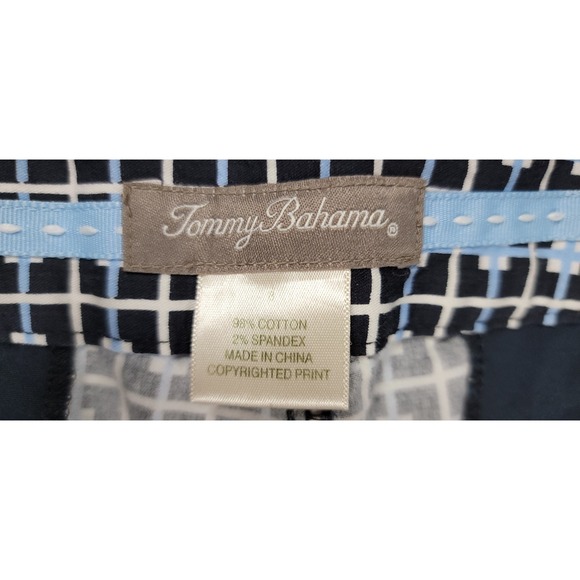 Tommy Bahama®
98% COTTON
2% SPANDEX
MADE IN CHINA
COPYRIGHTED PRINT